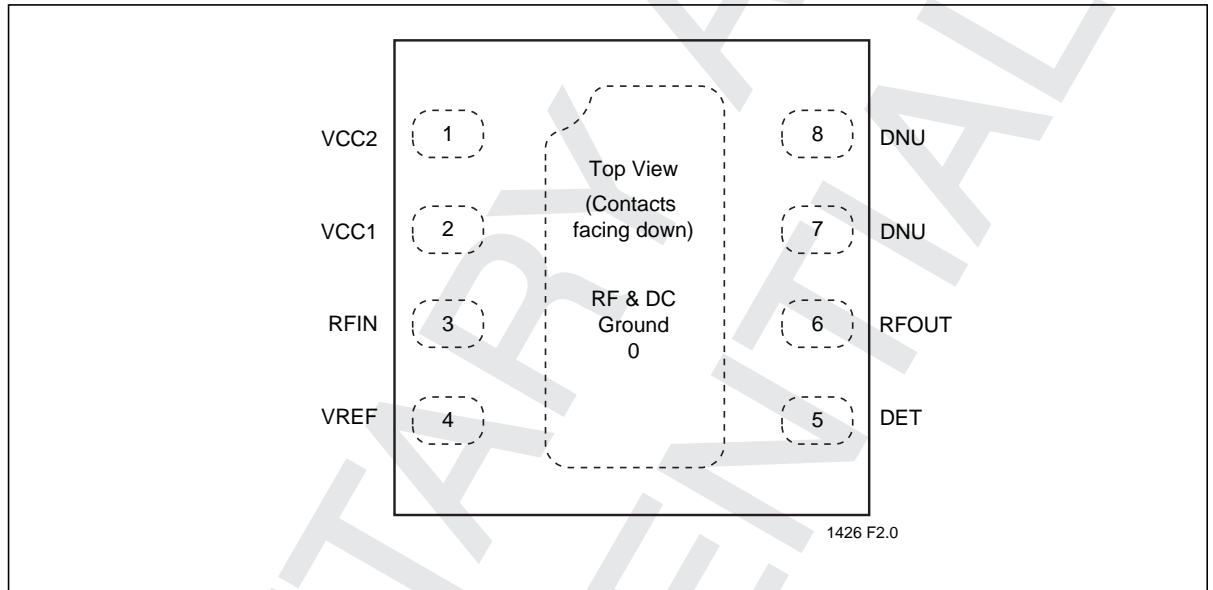 VCC2 1 8 DNU
Top View
(Contacts
facing down)
VCC1 2 7 DNU
RF & DC
Ground
0
RFIN 3 6 RFOUT
VREF 4 5 DET
1426 F2.0